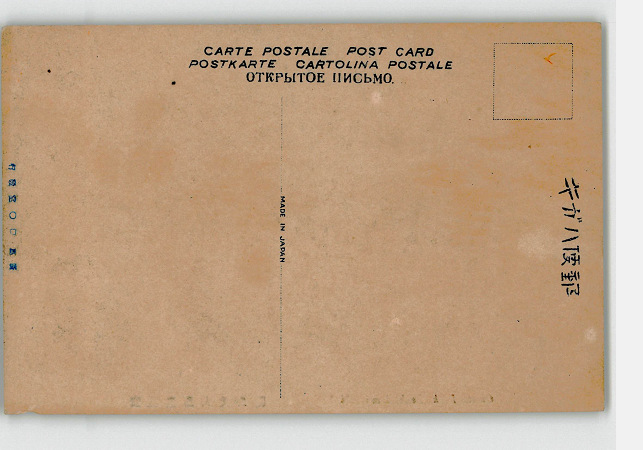 CARTE POSTALE POST CARD
POSTKARTE CARTOLINA POSTALE
ОТКРЫТОЕ ПИСЬМО.
MADE IN JAPAN
キガハ便郵